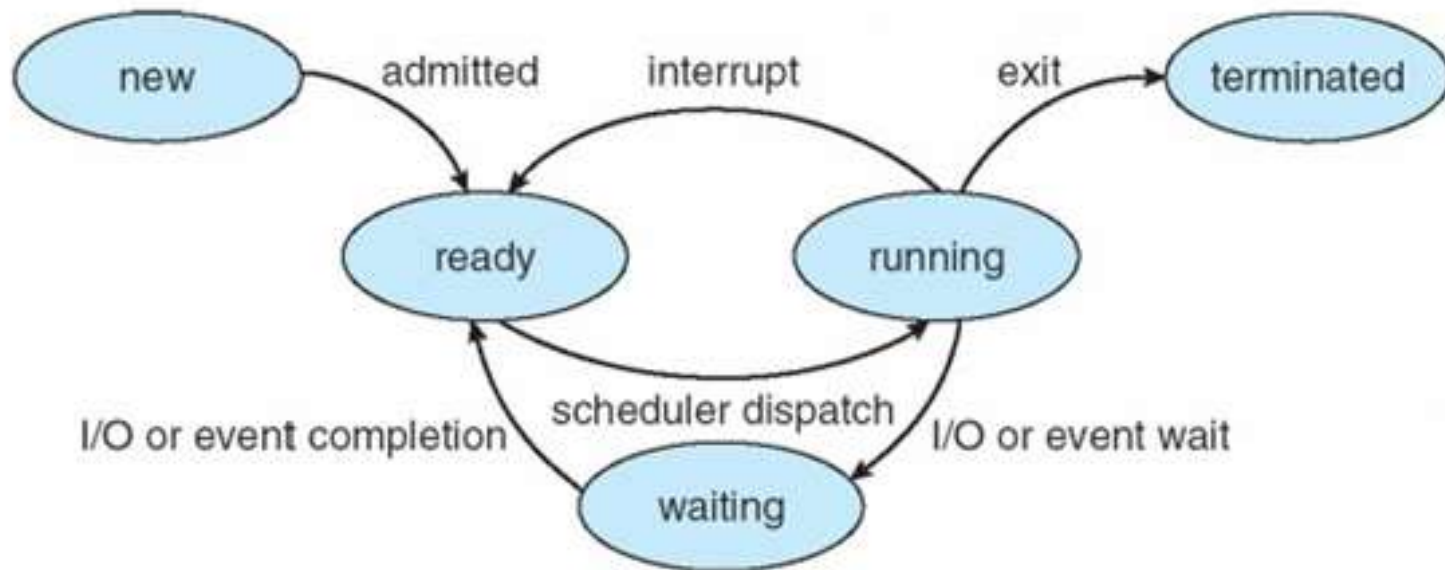 new
admitted
interrupt
exit
terminated
ready
running
scheduler dispatch
I/O or event completion
I/O or event wait
waiting